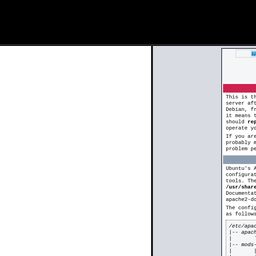 This is th
server aft
Debian, fr
it means t
should rep
operate yo
If you are
probably m
problem pe
Ubuntu's A
configurat
tools. The
/usr/share
Documentat
apache2-do
The config
as follows
/etc/apac
|-- apach
|
|-- mods-
|